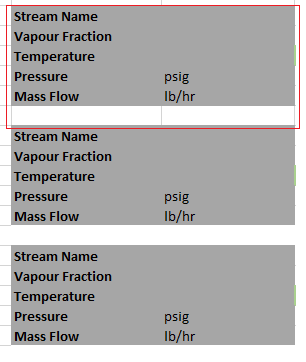 Stream Name
Vapour Fraction
Temperature
Pressure psig
Mass Flow lb/hr
Stream Name
Vapour Fraction
Temperature
Pressure psig
Mass Flow lb/hr
Stream Name
Vapour Fraction
Temperature
Pressure psig
Mass Flow lb/hr